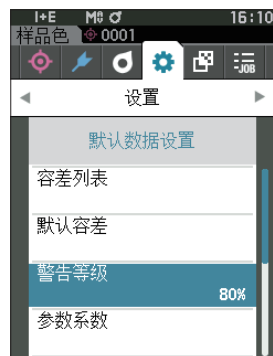 I+E M0 ♂ 16:10
样品色 0001
-JOB
设置
默认数据设置
容差列表
默认容差
警告等级
80%
参数系数